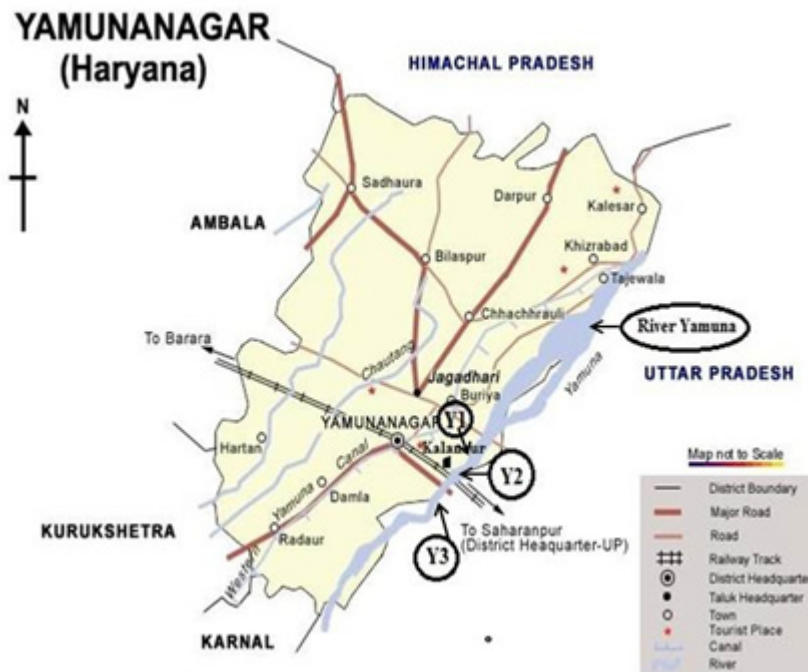 YAMUNANAGAR
(Haryana)
HIMACHAL PRADESH
N
Sadhaura
Darpur
Kalesar
AMBALA
Bilaspur
Khizrabad
Tajewala
Chhachhrauli
River Yamuna
To Barara
Chautang
Jagadhari
Yamuna
UTTAR PRADESH
Buriya
YAMUNANAGAR
Y1
Kalanpur
Hartan
Map not to Scale
Canal
Y2
Yamuna
Damla
District Boundary
Major Road
KURUKSHETRA
To Saharanpur
(District Heaquarter-UP)
Road
Radaur
Y3
Railway Track
Western
District Headquarter
Taluk Headquarter
Town
KARNAL
Tourist Place
Canal
River